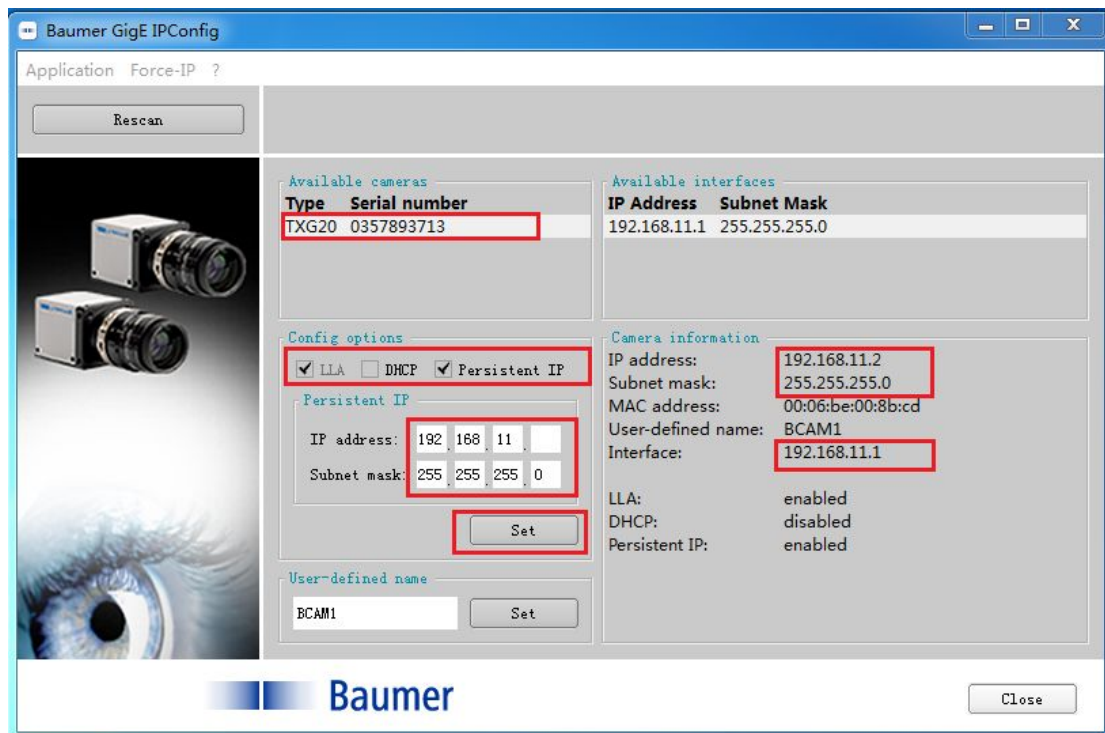 Baumer GigE IPConfig
Application Force-IP ?
Rescan
Available cameras
Type Serial number
TXG20 0357893713
Available interfaces
IP Address Subnet Mask
192.168.11.1 255.255.255.0
Config options
LLA DHCP Persistent IP
Persistent IP
IP address: 192 . 168 . 11 .
Subnet mask: 255 . 255 . 255 . 0
Set
User-defined name
BCAM1 Set
Camera information
IP address: 192.168.11.2
Subnet mask: 255.255.255.0
MAC address: 00:06:be:00:8b:cd
User-defined name: BCAM1
Interface: 192.168.11.1
LLA: enabled
DHCP: disabled
Persistent IP: enabled
Baumer
Close